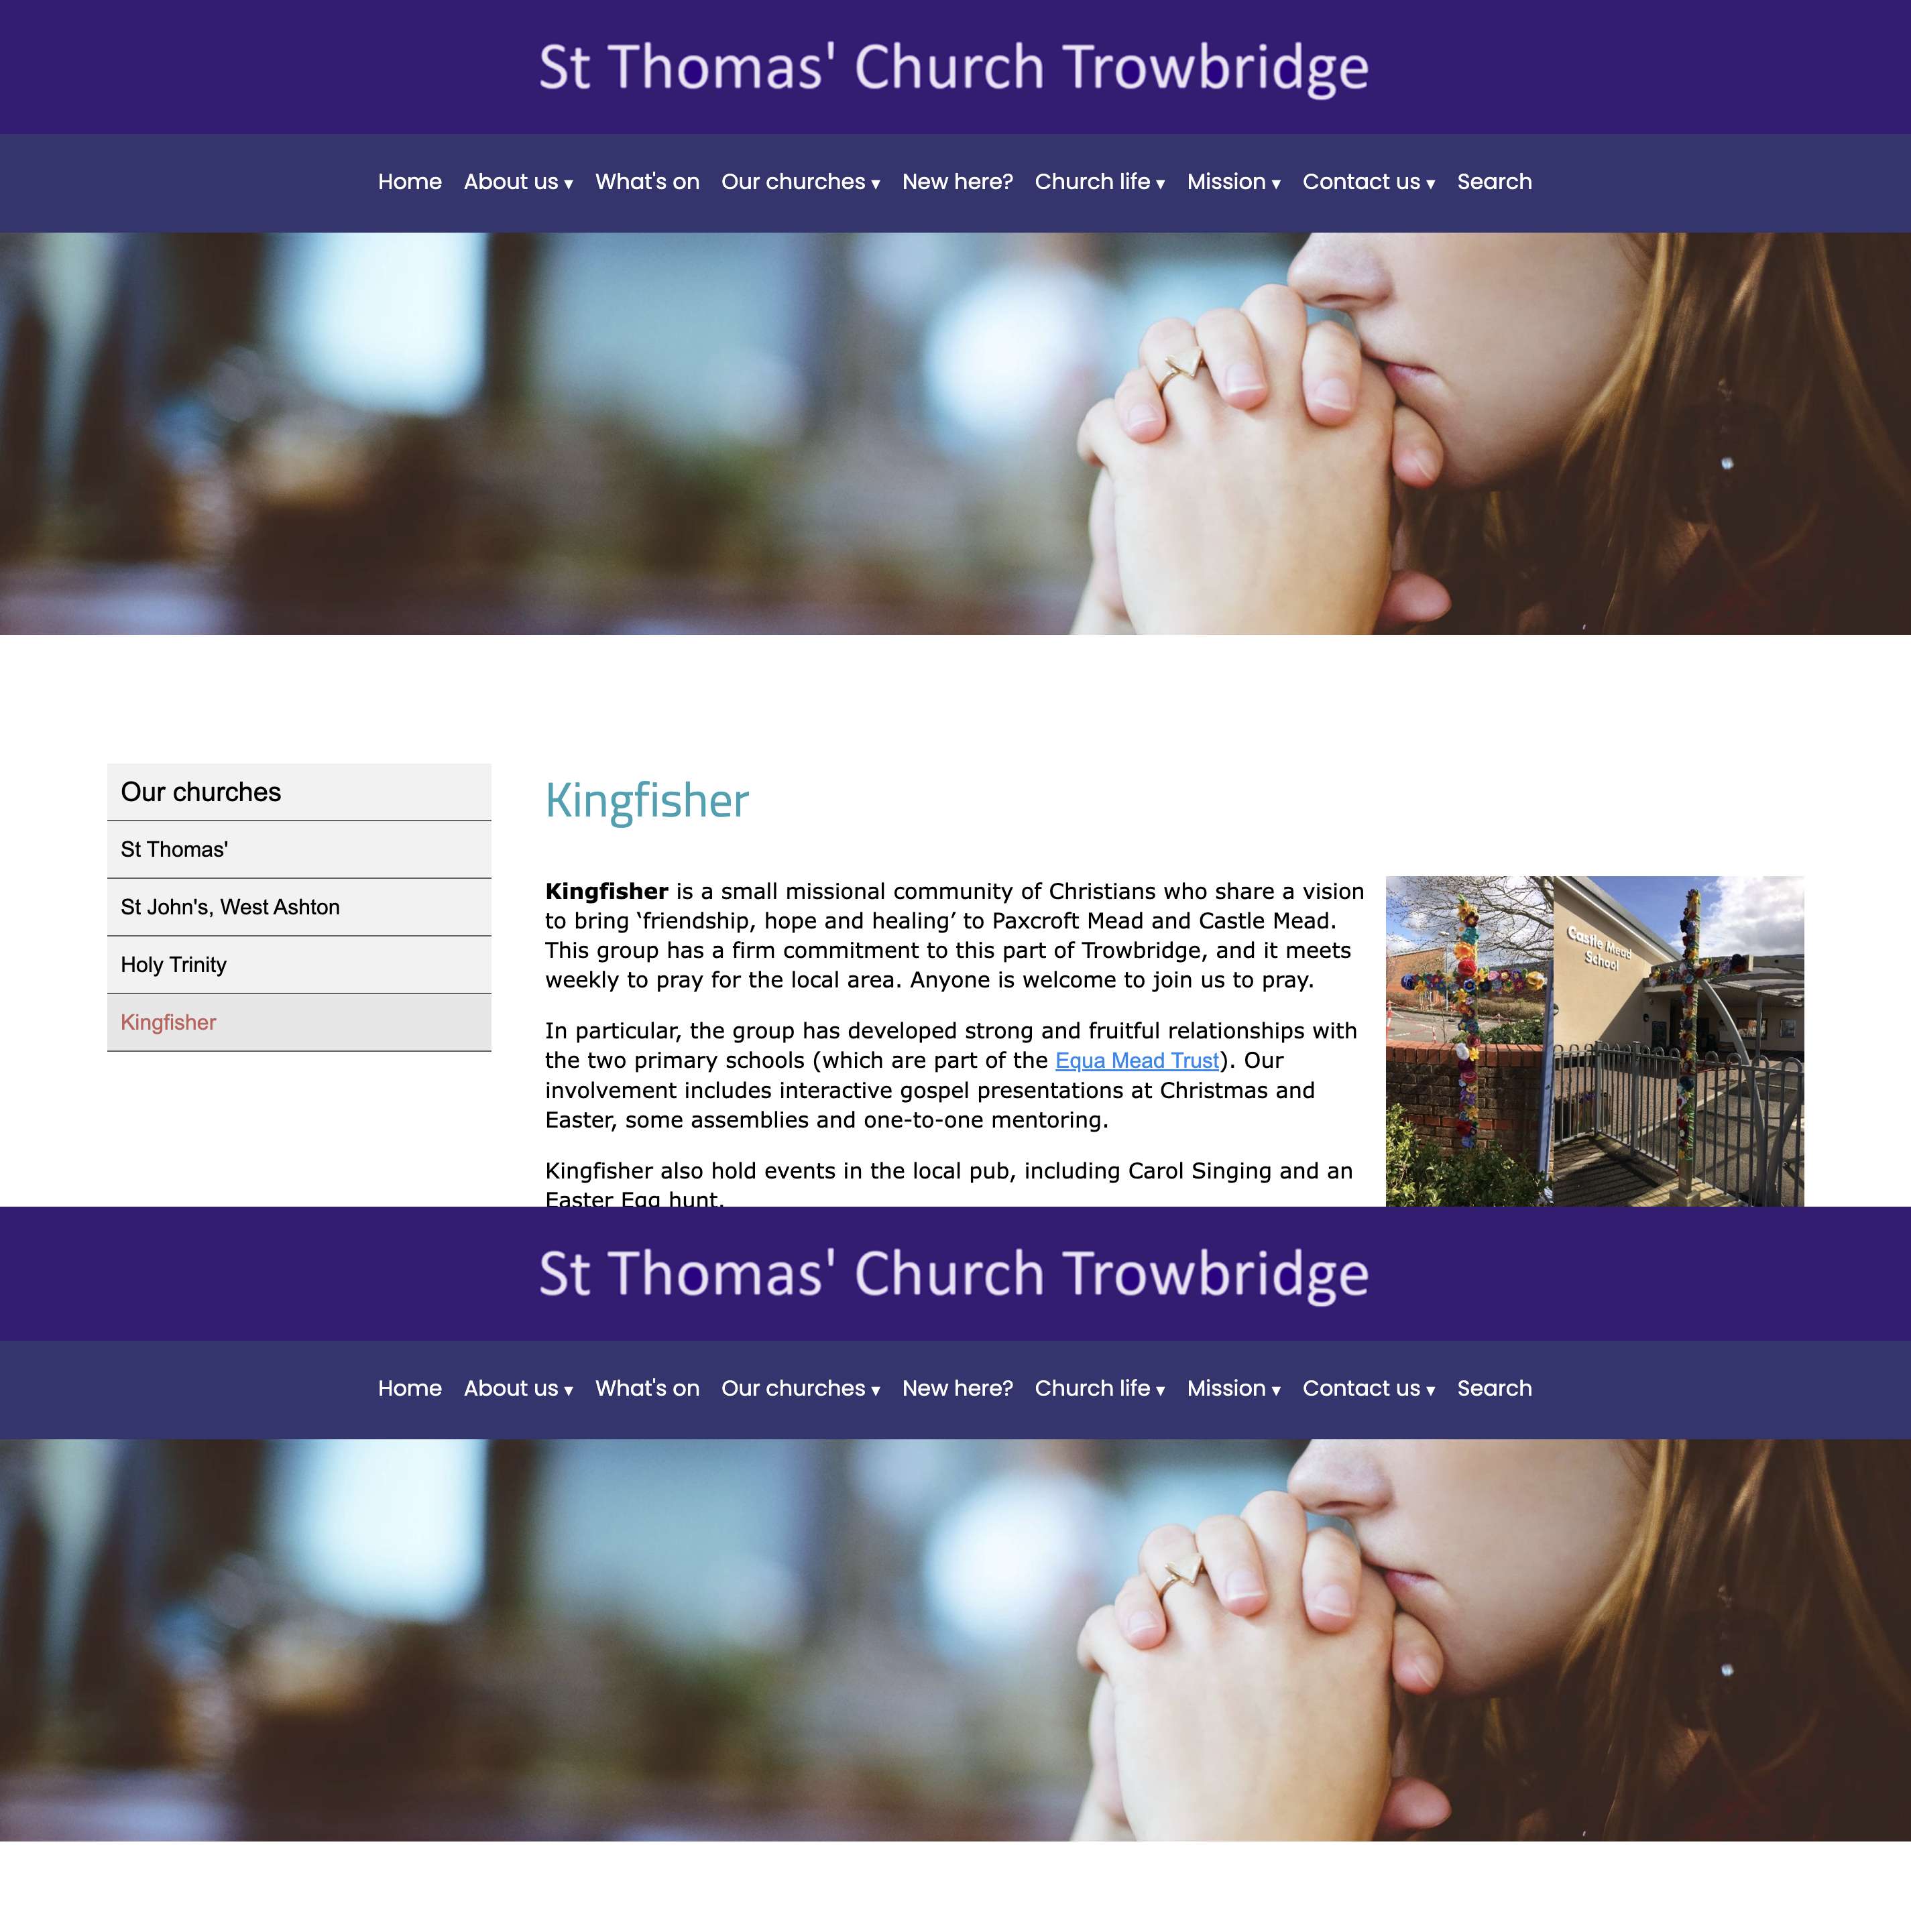 St Thomas' Church Trowbridge
Home About us ▾ What's on Our churches ▾ New here? Church life ▾ Mission ▾ Contact us ▾ Search
Our churches
St Thomas'
St John's, West Ashton
Holy Trinity
Kingfisher
Kingfisher
Kingfisher is a small missional community of Christians who share a vision
to bring ‘friendship, hope and healing’ to Paxcroft Mead and Castle Mead.
This group has a firm commitment to this part of Trowbridge, and it meets
weekly to pray for the local area. Anyone is welcome to join us to pray.
In particular, the group has developed strong and fruitful relationships with
the two primary schools (which are part of the Equa Mead Trust). Our
involvement includes interactive gospel presentations at Christmas and
Easter, some assemblies and one-to-one mentoring.
Kingfisher also hold events in the local pub, including Carol Singing and an
Easter Egg hunt.
Castle Mead
School
St Thomas' Church Trowbridge
Home About us ▾ What's on Our churches ▾ New here? Church life ▾ Mission ▾ Contact us ▾ Search